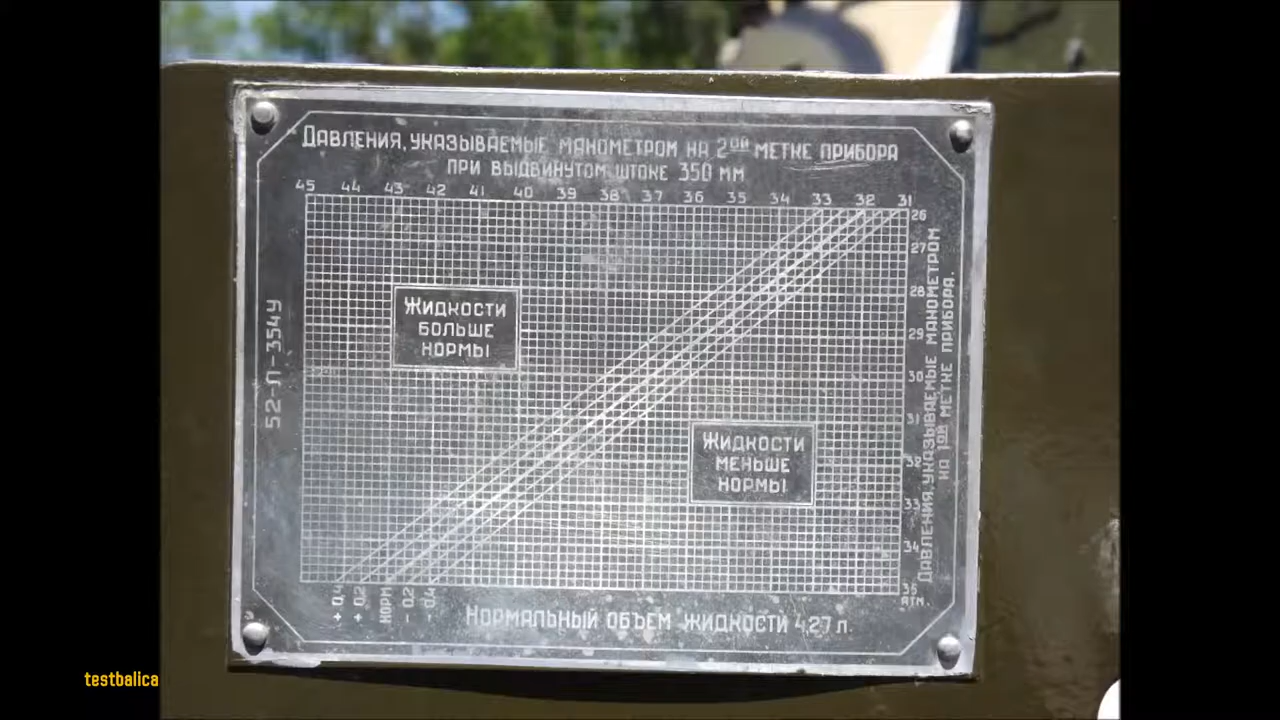 Давления, указываемые манометром на 2ой метке прибора
при выдвинутом штоке 350 мм
45 44 43 42 41 40 39 38 37 36 35 34 33 32 31
26
27
28
29
30
31
32
33
34
35
атм.
Давления, указываемые манометром
на 1ой метке прибора.
52-П-354У
Жидкости
больше
нормы
Жидкости
меньше
нормы
+0,4
+0,2
норм
-0,2
-0,4
Нормальный объем жидкости 4,27 л.
testbalica